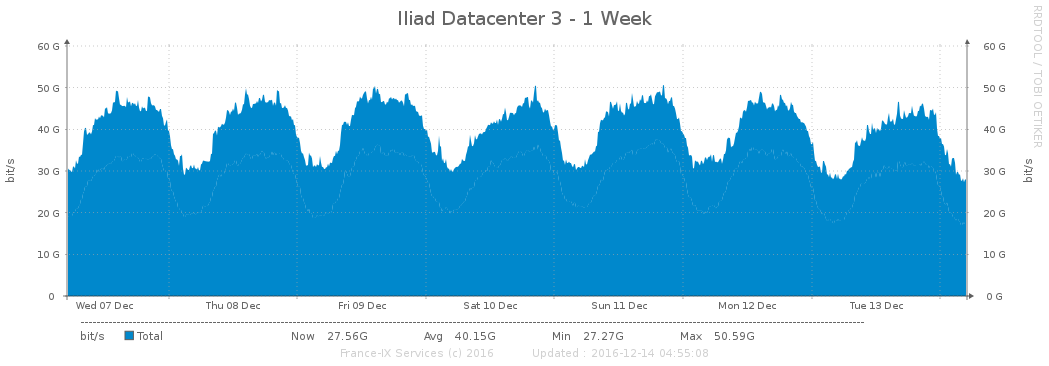 Iliad Datacenter 3 - 1 Week
RRDTOOL / TOBI OETIKER
60 G 60 G
50 G 50 G
40 G 40 G
30 G 30 G
20 G 20 G
10 G 10 G
0 0 G
bit/s bit/s
Wed 07 Dec Thu 08 Dec Fri 09 Dec Sat 10 Dec Sun 11 Dec Mon 12 Dec Tue 13 Dec
bit/s Total Now 27.56G Avg 40.15G Min 27.27G Max 50.59G
France-IX Services (c) 2016 Updated : 2016-12-14 04:55:08